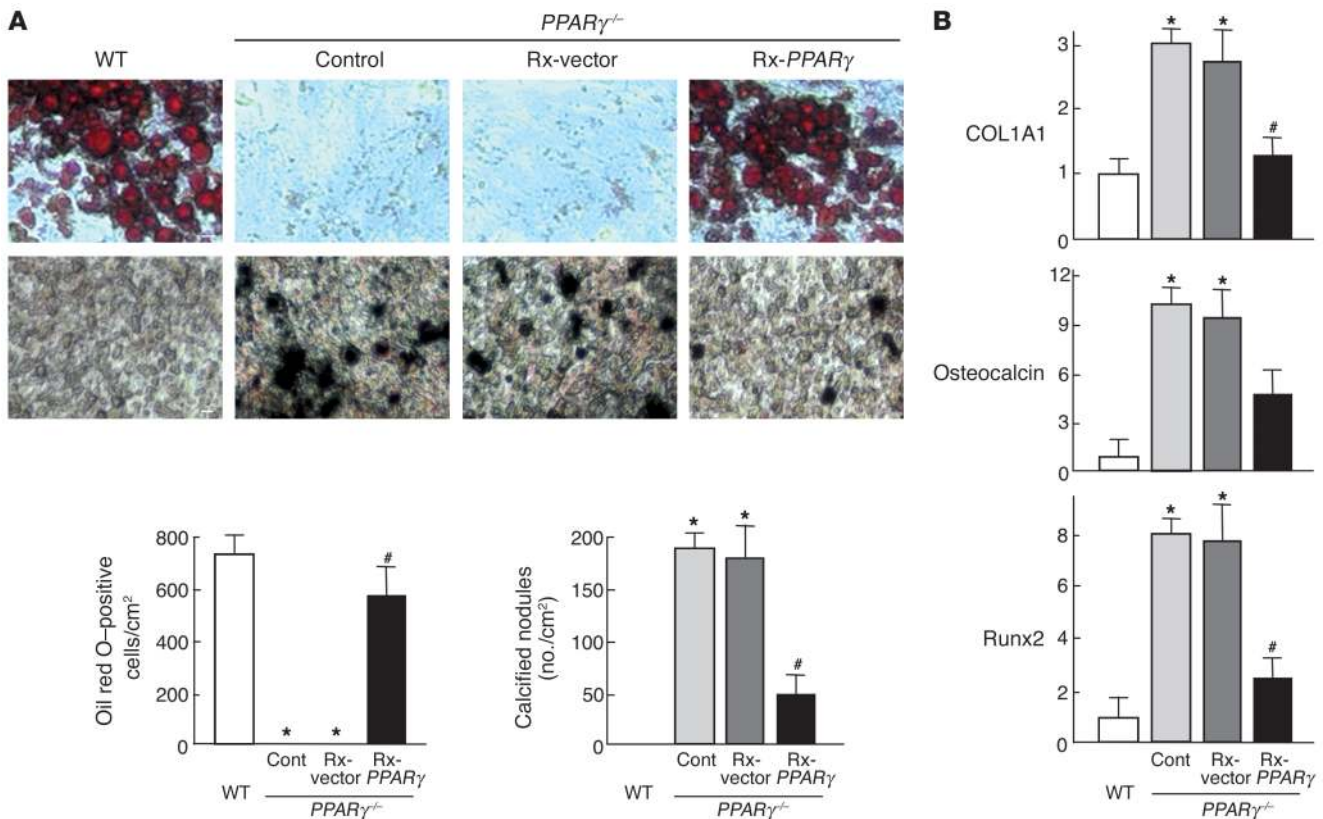 A
PPARγ⁻/⁻
WT
Control
Rx-vector
Rx-PPARγ
Oil red O–positive
cells/cm²
800
600
400
200
0
*
*
#
WT
Cont
Rx-
vector
Rx-
PPARγ
PPARγ⁻/⁻
Calcified nodules
(no./cm²)
200
150
100
50
0
*
*
#
WT
Cont
Rx-
vector
Rx-
PPARγ
PPARγ⁻/⁻
B
COL1A1
3
2
1
0
*
*
#
Osteocalcin
12
9
6
3
0
*
*
Runx2
8
6
4
2
0
*
*
#
WT
Cont
Rx-
vector
Rx-
PPARγ
PPARγ⁻/⁻